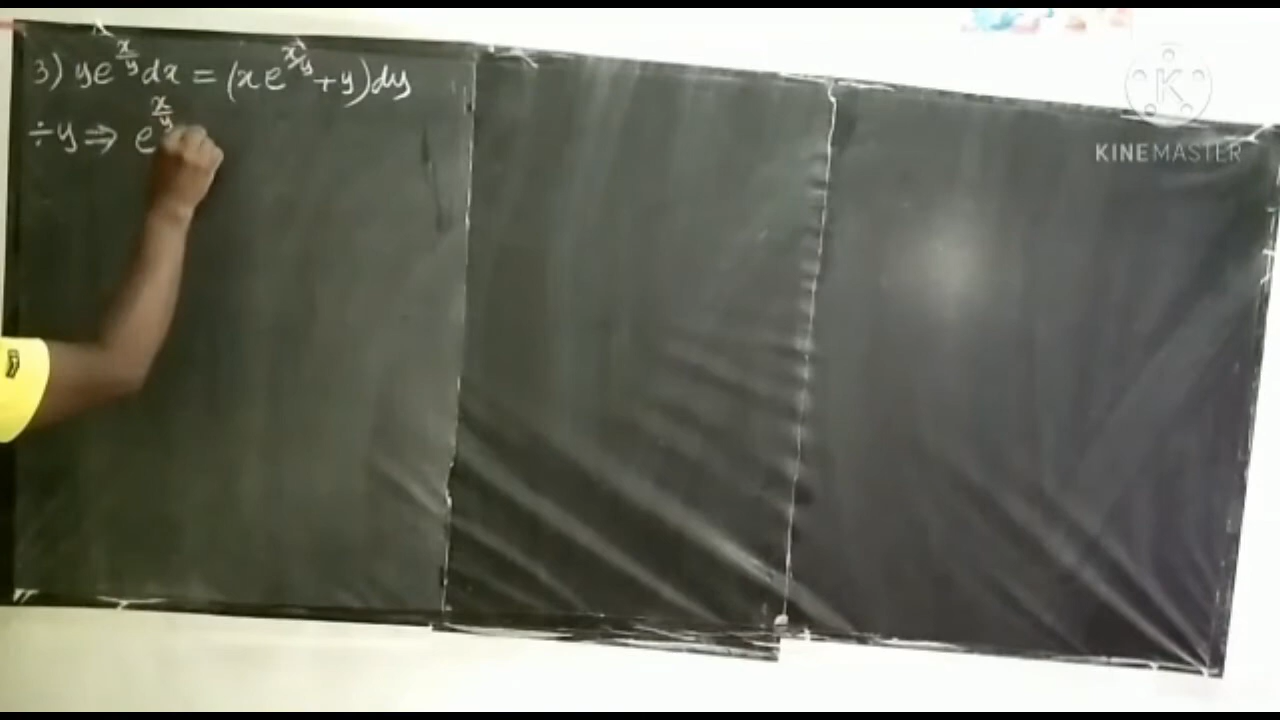 3) ye^{x/y} dx = (xe^{x/y} + y)dy
÷y ⇒ e^{x/y}
K
KINEMASTER